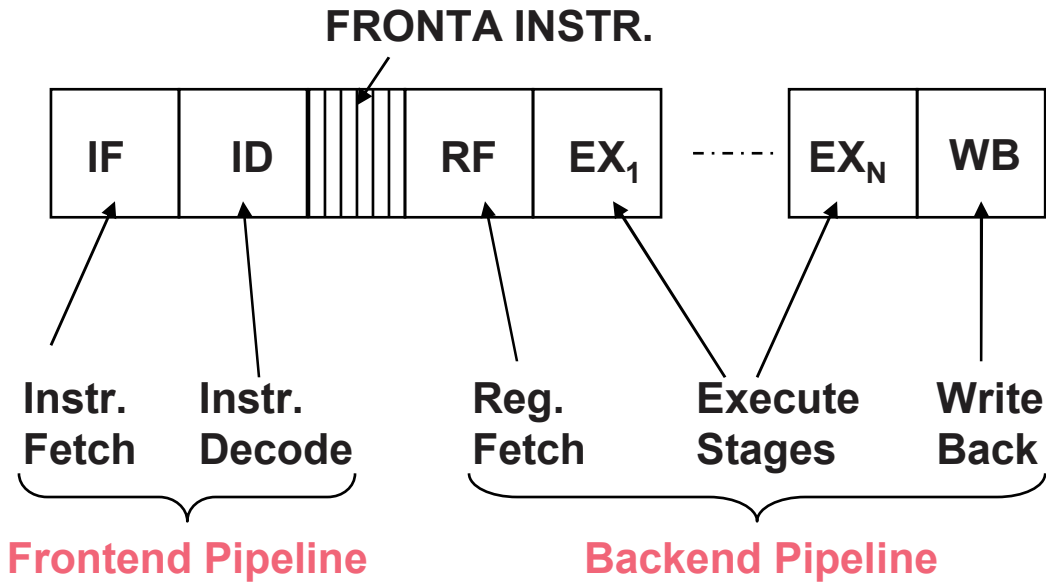 FRONTA INSTR.
IF ID RF EX₁ EX_N WB
Instr. Instr. Reg. Execute Write
Fetch Decode Fetch Stages Back
Frontend Pipeline Backend Pipeline